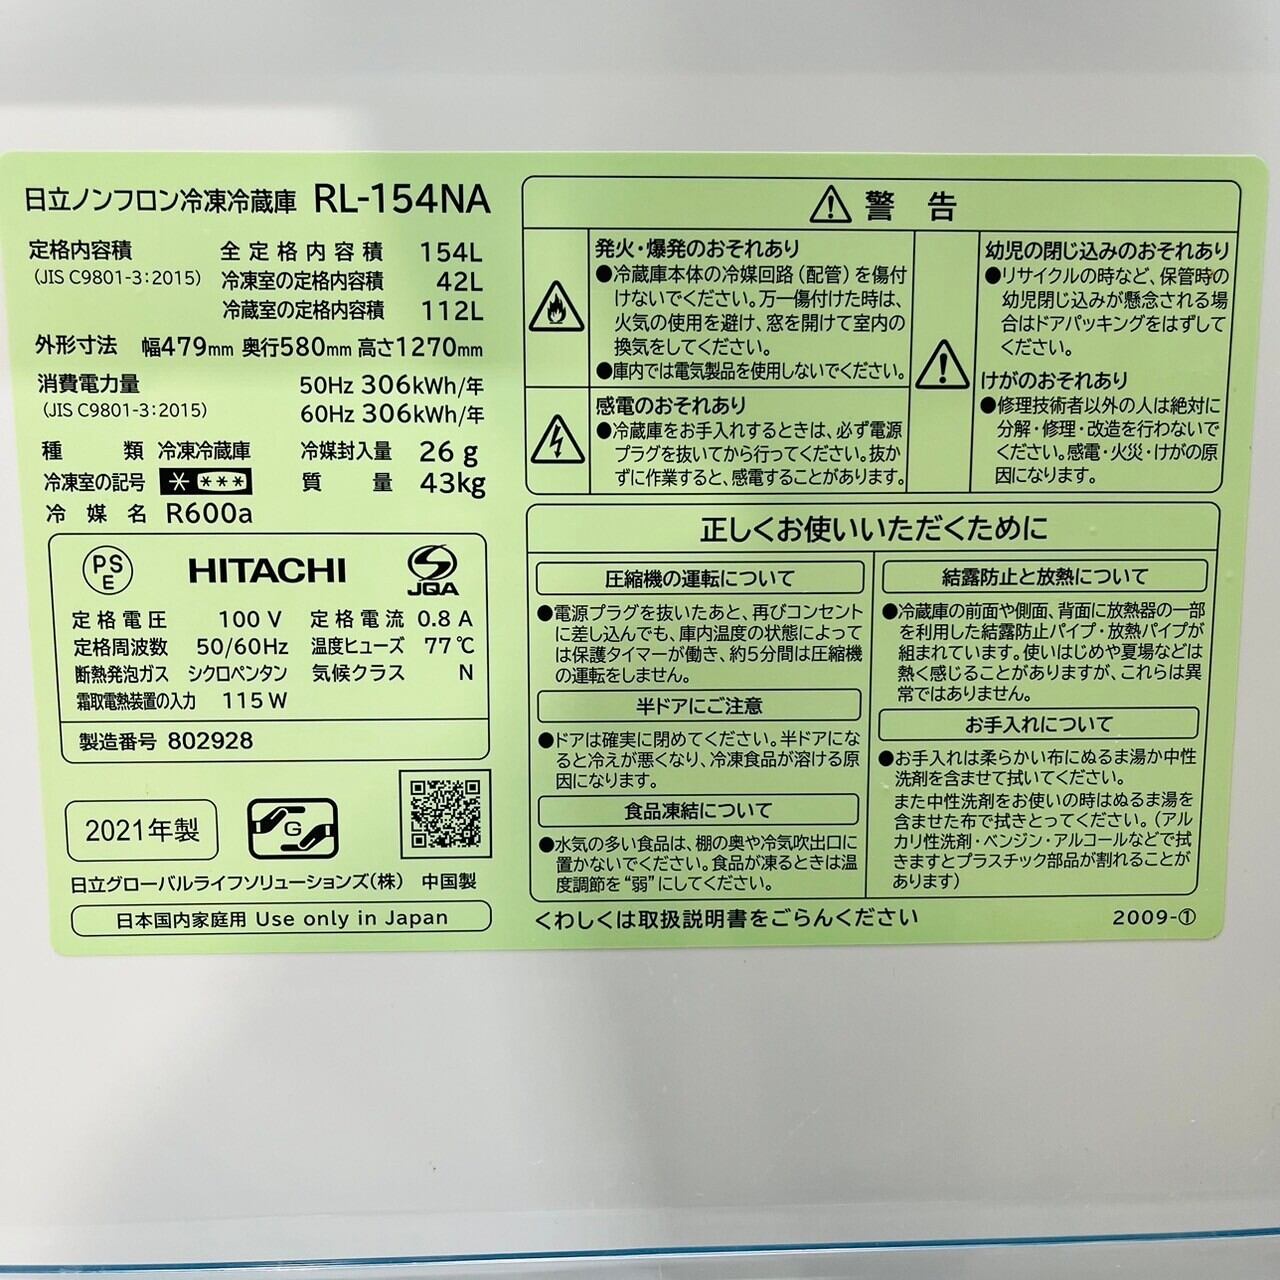 日立ノンフロン冷凍冷蔵庫 RL-154NA
定格内容積 全定格内容積 154L
(JIS C9801-3:2015) 冷凍室の定格内容積 42L
冷蔵室の定格内容積 112L
外形寸法 幅479mm 奥行580mm 高さ1270mm
消費電力量 50Hz 306kWh/年
(JIS C9801-3:2015) 60Hz 306kWh/年
種類 冷凍冷蔵庫 冷媒封入量 26g
冷凍室の記号 * *** 質量 43kg
冷媒名 R600a
PSE HITACHI JQA
定格電圧 100V 定格電流 0.8A
定格周波数 50/60Hz 温度ヒューズ 77℃
断熱発泡ガス シクロペンタン 気候クラス N
霜取電熱装置の入力 115W
製造番号 802928
2021年製 G
日立グローバルライフソリューションズ(株) 中国製
日本国内家庭用 Use only in Japan
警告
発火・爆発のおそれあり
●冷蔵庫本体の冷媒回路(配管)を傷付
けないでください。万一傷付けた時は、
火気の使用を避け、窓を開けて室内の
換気をしてください。
●庫内では電気製品を使用しないでください。
感電のおそれあり
●冷蔵庫をお手入れするときは、必ず電源
プラグを抜いてから行ってください。抜か
ずに作業すると、感電することがあります。
幼児の閉じ込みのおそれあり
●リサイクルの時など、保管時の
幼児閉じ込みが懸念される場
合はドアパッキングをはずして
ください。
けがのおそれあり
●修理技術者以外の人は絶対に
分解・修理・改造を行わないで
ください。感電・火災・けがの原
因になります。
正しくお使いいただくために
圧縮機の運転について
●電源プラグを抜いたあと、再びコンセント
に差し込んでも、庫内温度の状態によって
は保護タイマーが働き、約5分間は圧縮機
の運転をしません。
半ドアにご注意
●ドアは確実に閉めてください。半ドアにな
ると冷えが悪くなり、冷凍食品が溶ける原
因になります。
食品凍結について
●水気の多い食品は、棚の奥や冷気吹出口に
置かないでください。食品が凍るときは温
度調節を“弱”にしてください。
結露防止と放熱について
●冷蔵庫の前面や側面、背面に放熱器の一部
を利用した結露防止パイプ・放熱パイプが
組まれています。使いはじめや夏場などは
熱く感じることがありますが、これらは異
常ではありません。
お手入れについて
●お手入れは柔らかい布にぬるま湯か中性
洗剤を含ませて拭いてください。
また中性洗剤をお使いの時はぬるま湯を
含ませた布で拭きとってください。(アル
カリ性洗剤・ベンジン・アルコールなどで拭
きますとプラスチック部品が割れることが
あります)
くわしくは取扱説明書をごらんください 2009-①